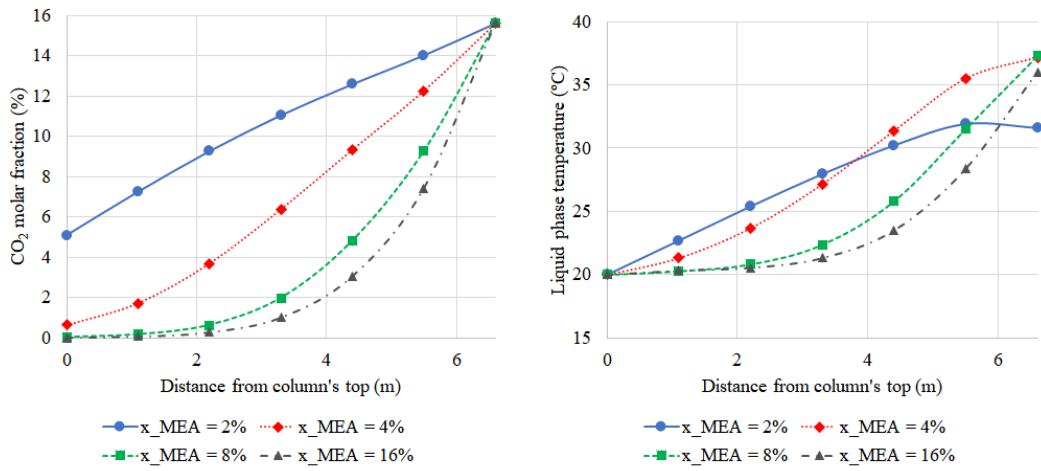 16
14
12
10
8
6
4
2
0
CO2 molar fraction (%)
0 2 4 6
Distance from column's top (m)
x_MEA = 2% x_MEA = 4%
x_MEA = 8% x_MEA = 16%
40
35
30
25
20
15
Liquid phase temperature (°C)
0 2 4 6
Distance from column's top (m)
x_MEA = 2% x_MEA = 4%
x_MEA = 8% x_MEA = 16%